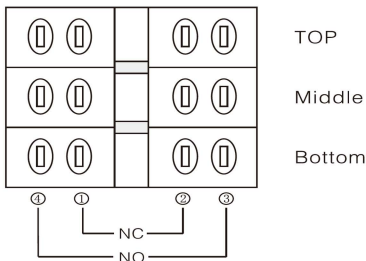 TOP
Middle
Bottom
④ ① ② ③
NC
NO